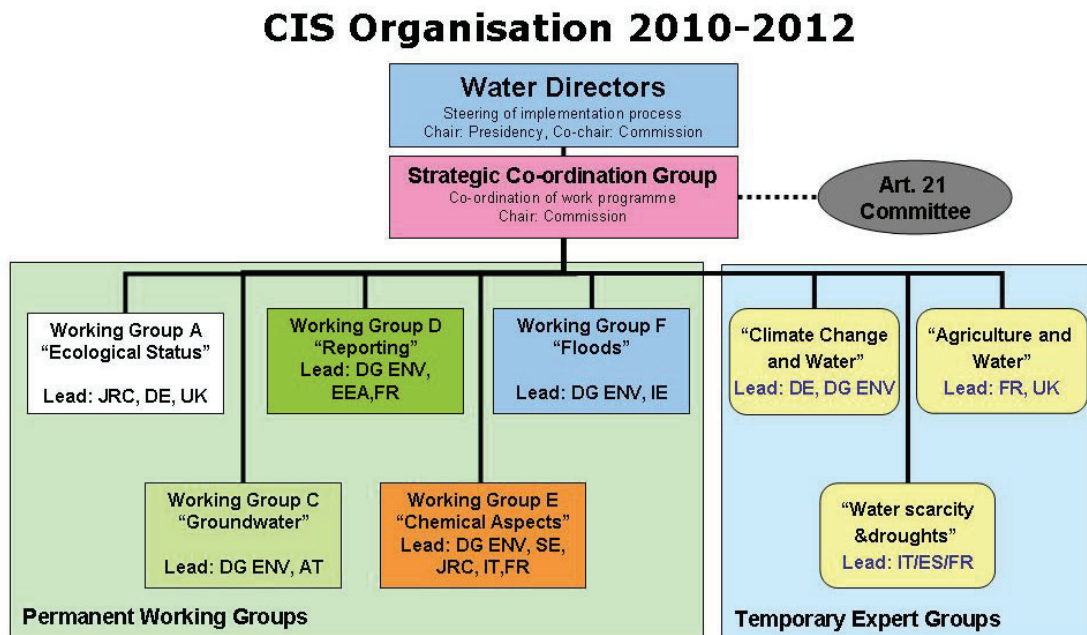 CIS Organisation 2010-2012
Water Directors
Steering of implementation process
Chair: Presidency, Co-chair: Commission
Strategic Co-ordination Group
Co-ordination of work programme
Chair: Commission
Art. 21
Committee
Working Group A
“Ecological Status”
Lead: JRC, DE, UK
Working Group D
“Reporting”
Lead: DG ENV,
EEA,FR
Working Group F
“Floods”
Lead: DG ENV, IE
“Climate Change
and Water”
Lead: DE, DG ENV
“Agriculture and
Water”
Lead: FR, UK
Working Group C
“Groundwater”
Lead: DG ENV, AT
Working Group E
“Chemical Aspects”
Lead: DG ENV, SE,
JRC, IT,FR
“Water scarcity
&droughts”
Lead: IT/ES/FR
Permanent Working Groups
Temporary Expert Groups